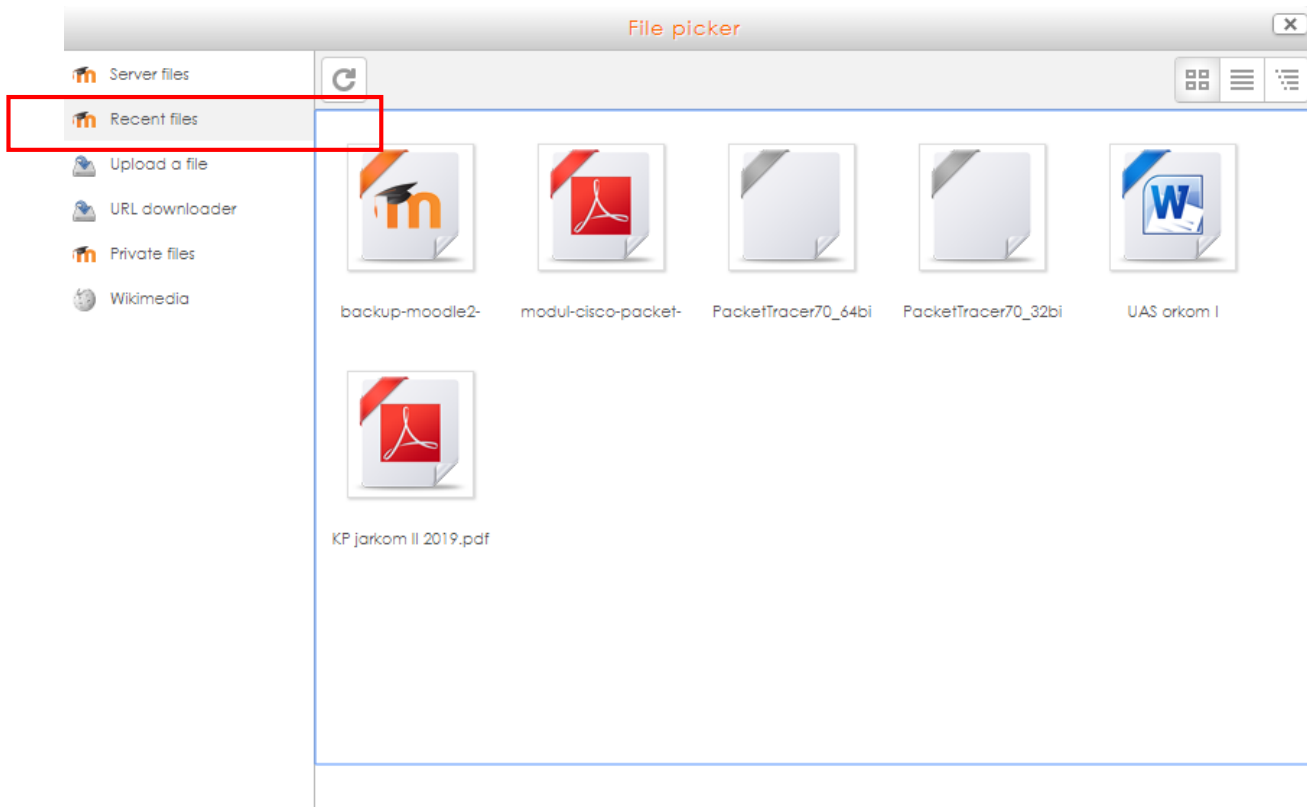 File picker
Server files
Recent files
Upload a file
URL downloader
Private files
Wikimedia
backup-moodle2-
modul-cisco-packet-
PacketTracer70_64bi
PacketTracer70_32bi
UAS orkom I
KP jarkom II 2019.pdf